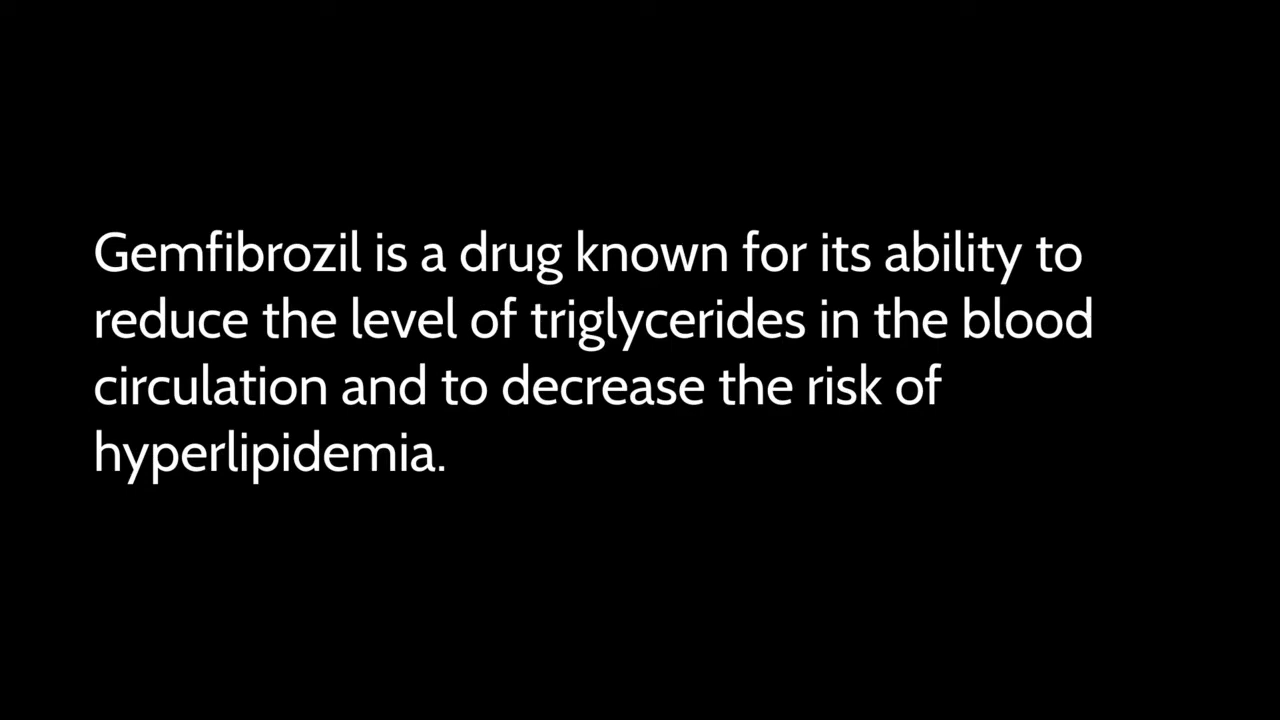 Gemfibrozil is a drug known for its ability to
reduce the level of triglycerides in the blood
circulation and to decrease the risk of
hyperlipidemia.